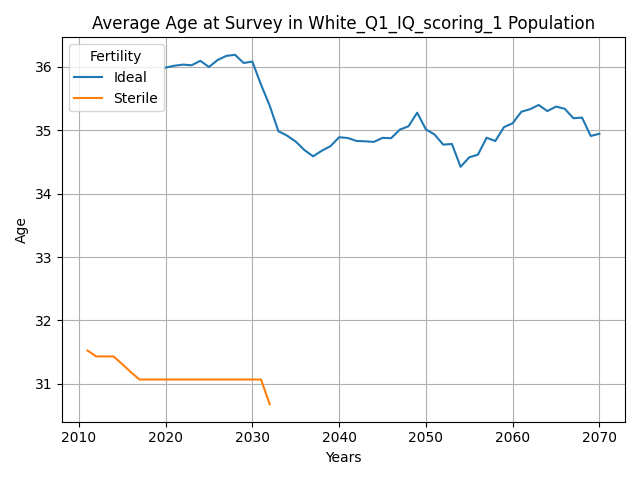 Average Age at Survey in White_Q1_IQ_scoring_1 Population
Fertility
Ideal
Sterile
36
35
34
33
32
31
Age
2010 2020 2030 2040 2050 2060 2070
Years